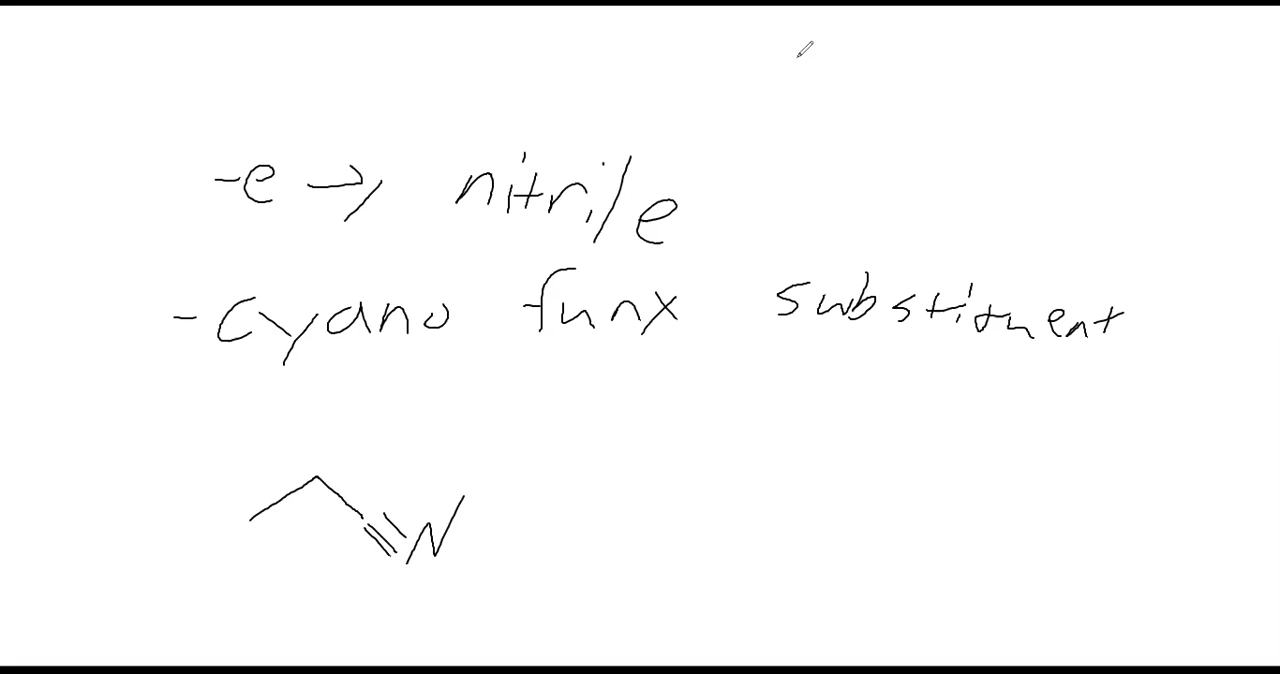 -e → nitrile
-cyano funx substituent
N